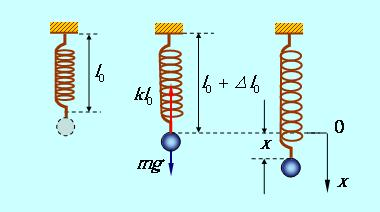 l₀
kl₀
mg
l₀ + Δl₀
x
0
x